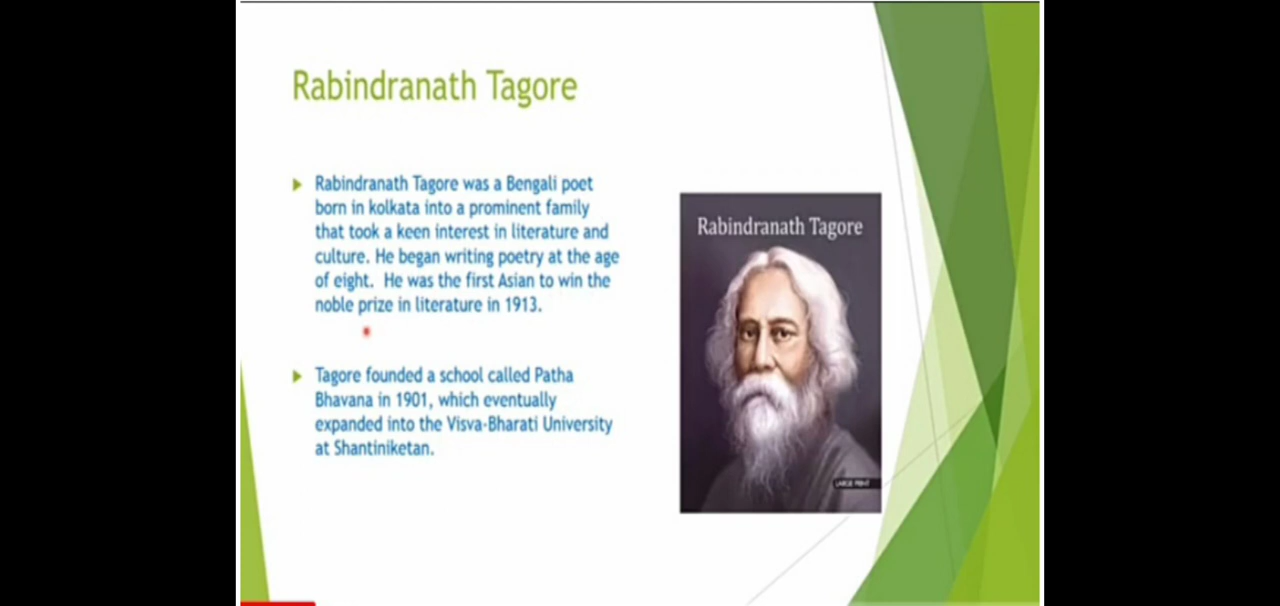 Rabindranath Tagore
Rabindranath Tagore was a Bengali poet
born in kolkata into a prominent family
that took a keen interest in literature and
culture. He began writing poetry at the age
of eight. He was the first Asian to win the
noble prize in literature in 1913.
Tagore founded a school called Patha
Bhavana in 1901, which eventually
expanded into the Visva-Bharati University
at Shantiniketan.
Rabindranath Tagore
LARGE PRINT